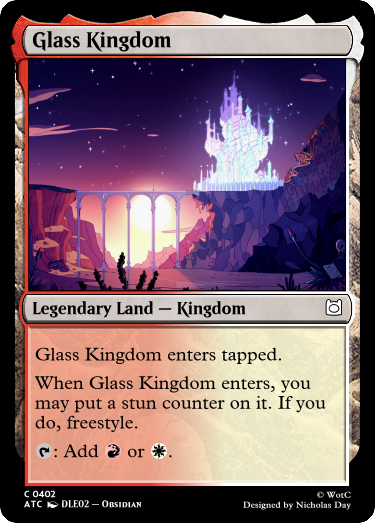 Glass Kingdom
Legendary Land — Kingdom
Glass Kingdom enters tapped.
When Glass Kingdom enters, you
may put a stun counter on it. If you
do, freestyle.
: Add or .
C 0402
ATC DLE02 – Obsidian
© WotC
Designed by Nicholas Day